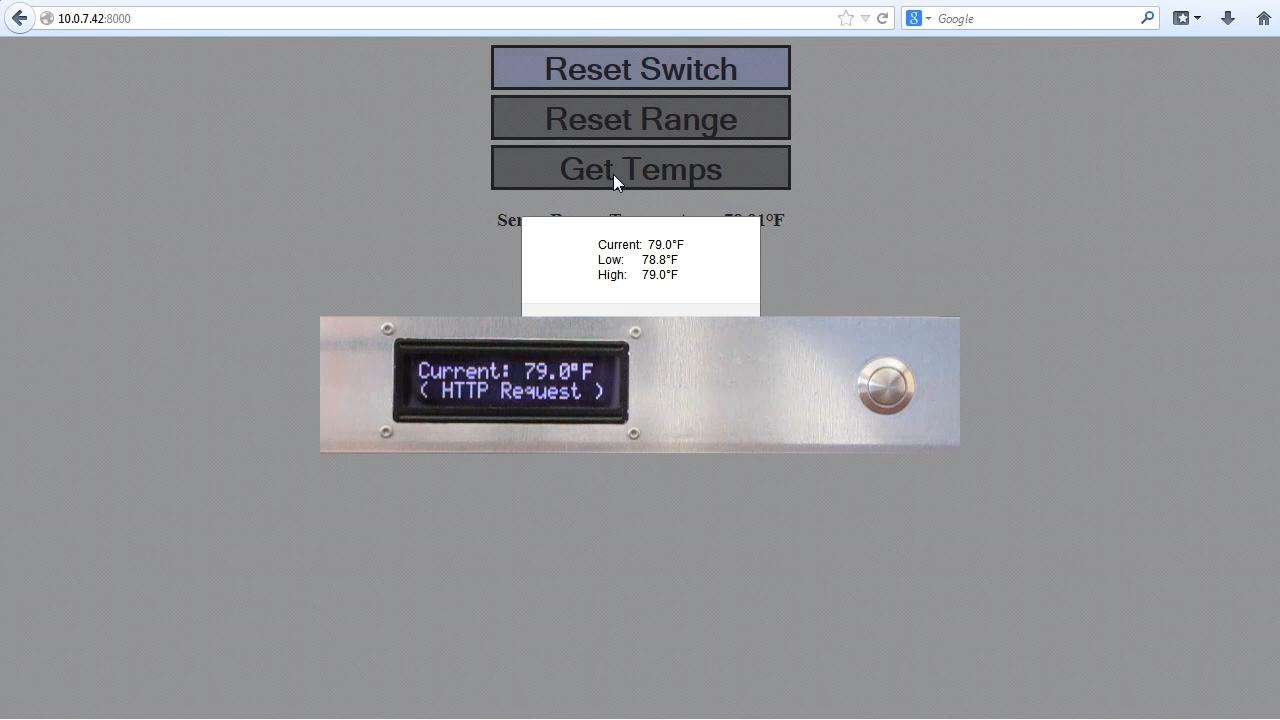 10.0.7.42:8000
Google
Reset Switch
Reset Range
Get Temps
°F
Current: 79.0°F
Low: 78.8°F
High: 79.0°F
Current: 79.0°F
( HTTP Request )